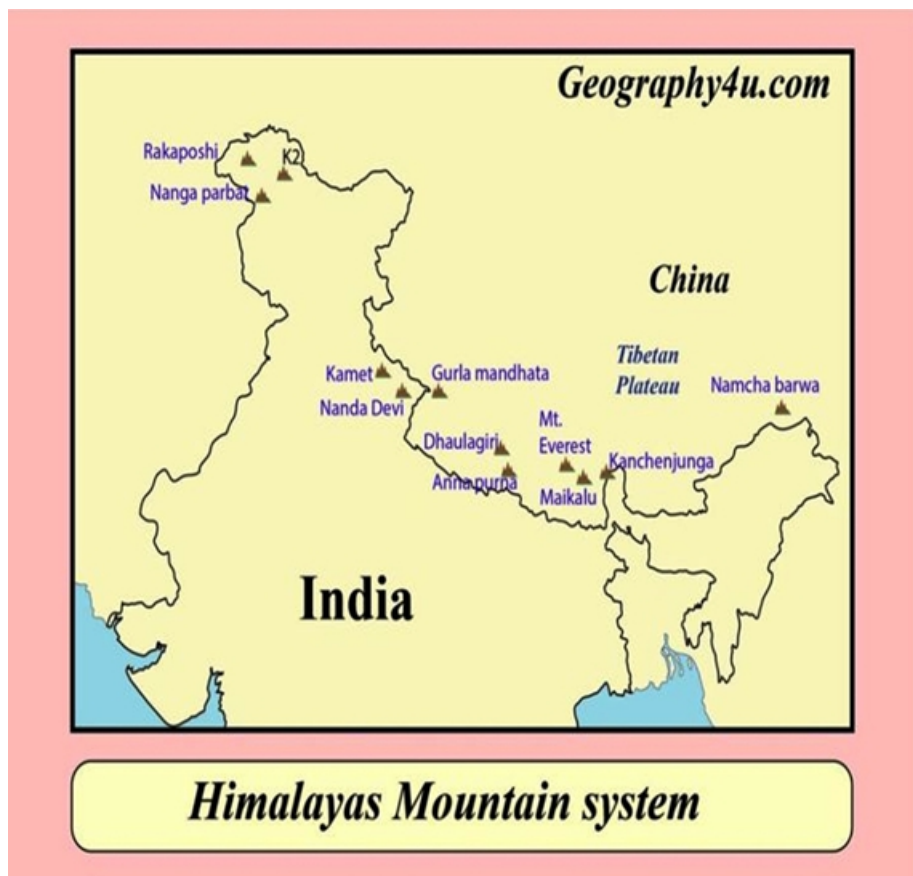 Geography4u.com
Rakaposhi
K2
Nanga parbat
China
Tibetan
Plateau
Kamet
Gurla mandhata
Namcha barwa
Nanda Devi
Mt.
Everest
Dhaulagiri
Kanchenjunga
Annapurna
Maikalu
India
Himalayas Mountain system